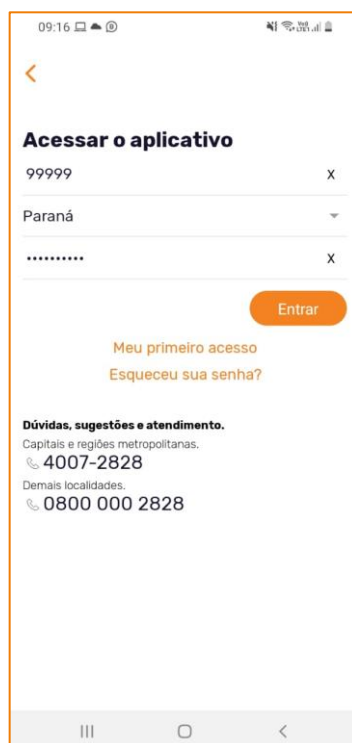 09:16
Acessar o aplicativo
99999 x
Paraná
•••••••••• x
Entrar
Meu primeiro acesso
Esqueceu sua senha?
Dúvidas, sugestões e atendimento.
Capitais e regiões metropolitanas.
4007-2828
Demais localidades.
0800 000 2828